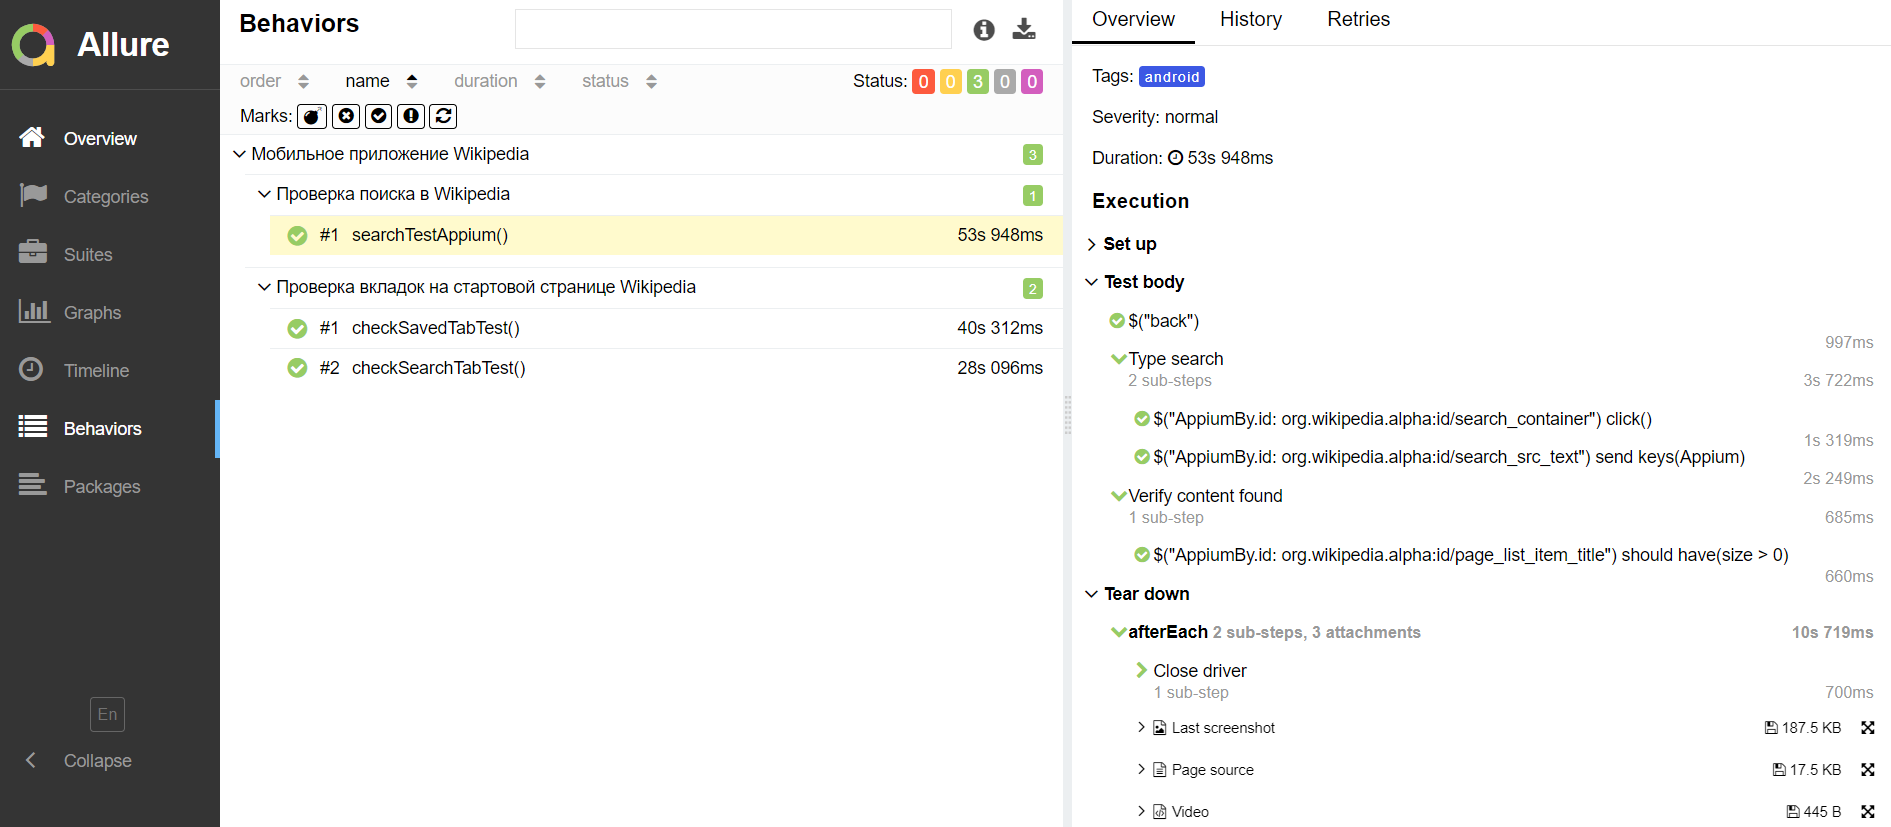 Allure
Overview
Categories
Suites
Graphs
Timeline
Behaviors
Packages
En
Collapse
Behaviors
order name duration status Status: 0 0 3 0 0
Marks:
Мобильное приложение Wikipedia 3
Проверка поиска в Wikipedia 1
#1 searchTestAppium() 53s 948ms
Проверка вкладок на стартовой странице Wikipedia 2
#1 checkSavedTabTest() 40s 312ms
#2 checkSearchTabTest() 28s 096ms
Overview History Retries
Tags: android
Severity: normal
Duration: 53s 948ms
Execution
Set up
Test body
$("back")
997ms
Type search
2 sub-steps 3s 722ms
$("AppiumBy.id: org.wikipedia.alpha:id/search_container") click()
1s 319ms
$("AppiumBy.id: org.wikipedia.alpha:id/search_src_text") send keys(Appium)
2s 249ms
Verify content found
1 sub-step 685ms
$("AppiumBy.id: org.wikipedia.alpha:id/page_list_item_title") should have(size > 0)
660ms
Tear down
afterEach 2 sub-steps, 3 attachments 10s 719ms
Close driver
1 sub-step 700ms
Last screenshot 187.5 KB
Page source 17.5 KB
Video 445 B